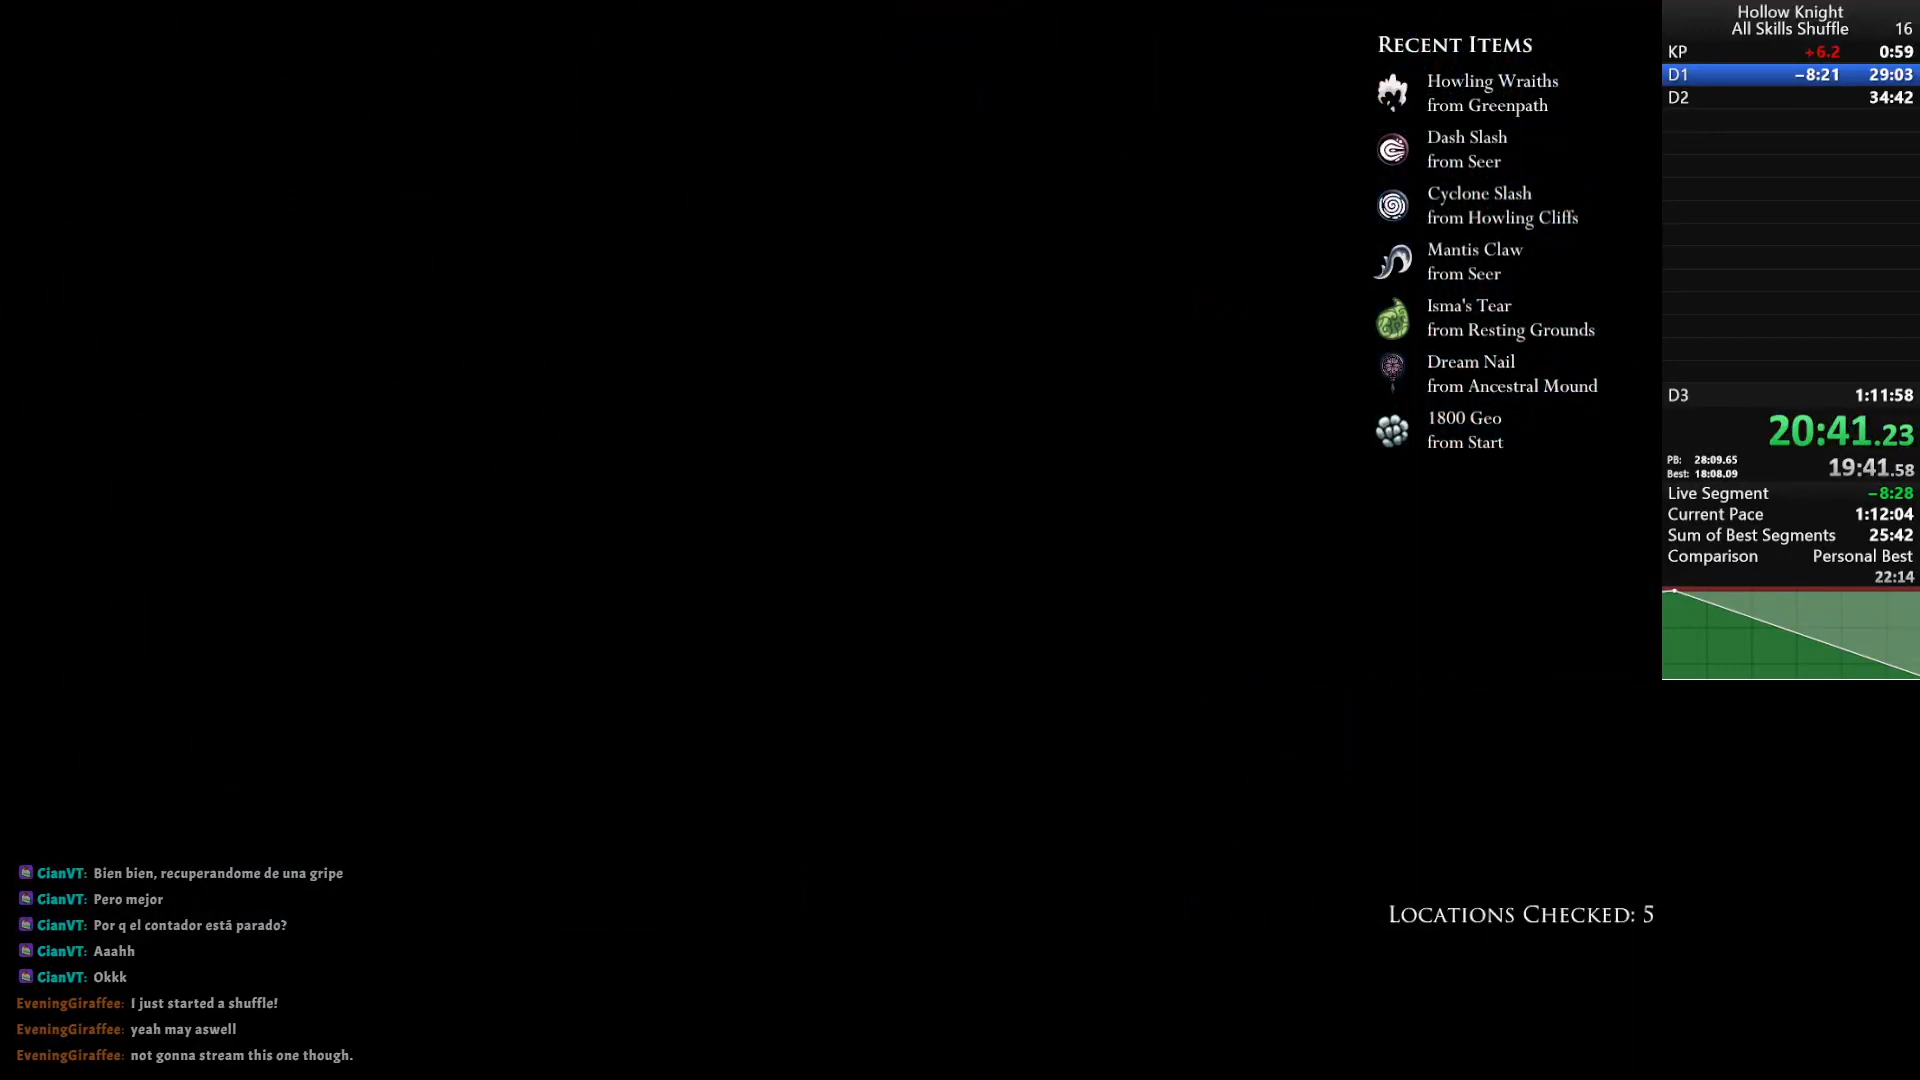 RECENT ITEMS
Howling Wraiths
from Greenpath
Dash Slash
from Seer
Cyclone Slash
from Howling Cliffs
Mantis Claw
from Seer
Isma's Tear
from Resting Grounds
Dream Nail
from Ancestral Mound
1800 Geo
from Start
LOCATIONS CHECKED: 5
Hollow Knight
All Skills Shuffle 16
KP +6.2 0:59
D1 −8:21 29:03
D2 34:42
D3 1:11:58
20:41.23
PB: 28:09.65
Best: 18:08.09
19:41.58
Live Segment −8:28
Current Pace 1:12:04
Sum of Best Segments 25:42
Comparison Personal Best
22:14
CianVT: Bien bien, recuperandome de una gripe
CianVT: Pero mejor
CianVT: Por q el contador está parado?
CianVT: Aaahh
CianVT: Okkk
EveningGiraffee: I just started a shuffle!
EveningGiraffee: yeah may aswell
EveningGiraffee: not gonna stream this one though.